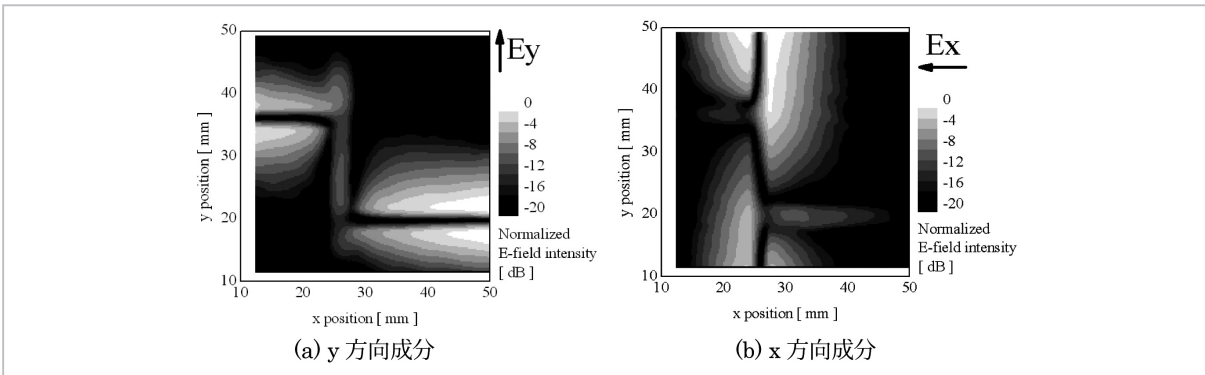 50
40
30
20
10
10
20
30
40
50
y position [ mm ]
x position [ mm ]
Ey
0
-4
-8
-12
-16
-20
Normalized
E-field intensity
[ dB ]
(a) y 方向成分
50
40
30
20
10
10
20
30
40
50
y position [ mm ]
x position [ mm ]
Ex
0
-4
-8
-12
-16
-20
Normalized
E-field intensity
[ dB ]
(b) x 方向成分